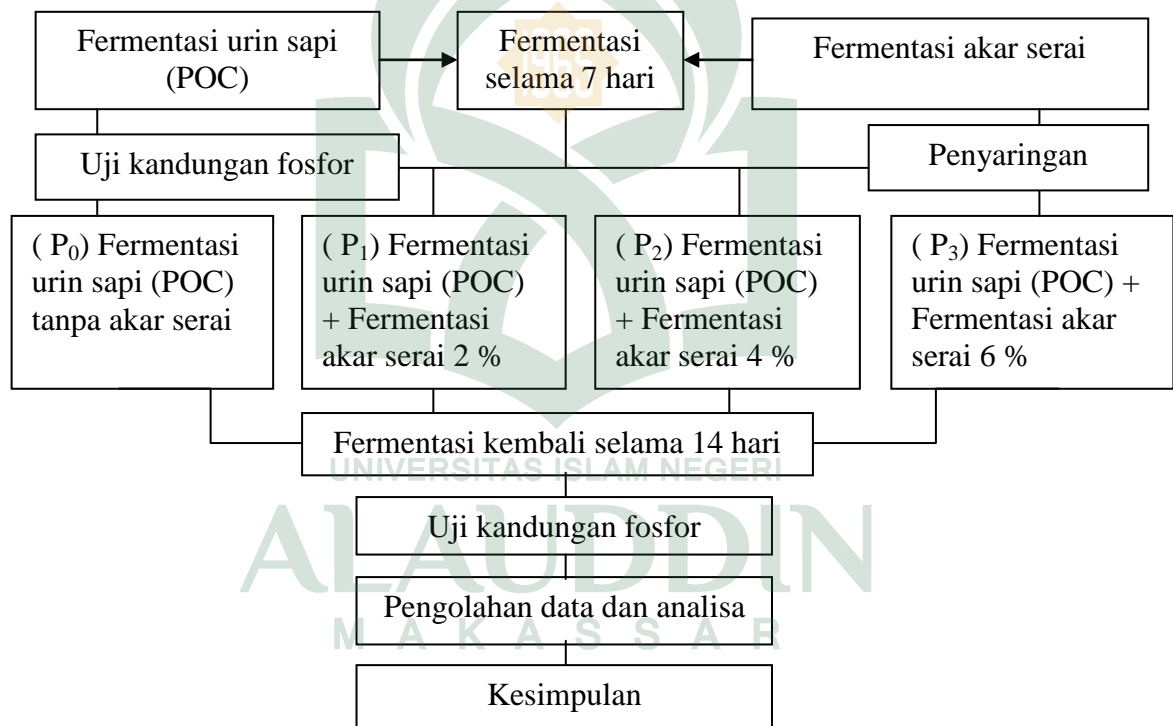 Fermentasi urin sapi
(POC)
Fermentasi
selama 7 hari
Fermentasi akar serai
1965
Uji kandungan fosfor
Penyaringan
( P₀) Fermentasi
urin sapi (POC)
tanpa akar serai
( P₁) Fermentasi
urin sapi (POC)
+ Fermentasi
akar serai 2 %
( P₂) Fermentasi
urin sapi (POC)
+ Fermentasi
akar serai 4 %
( P₃) Fermentasi
urin sapi (POC) +
Fermentasi akar
serai 6 %
Fermentasi kembali selama 14 hari
UNIVERSITAS ISLAM NEGERI
Uji kandungan fosfor
ALAUDDIN
Pengolahan data dan analisa
MAKASSAR
Kesimpulan